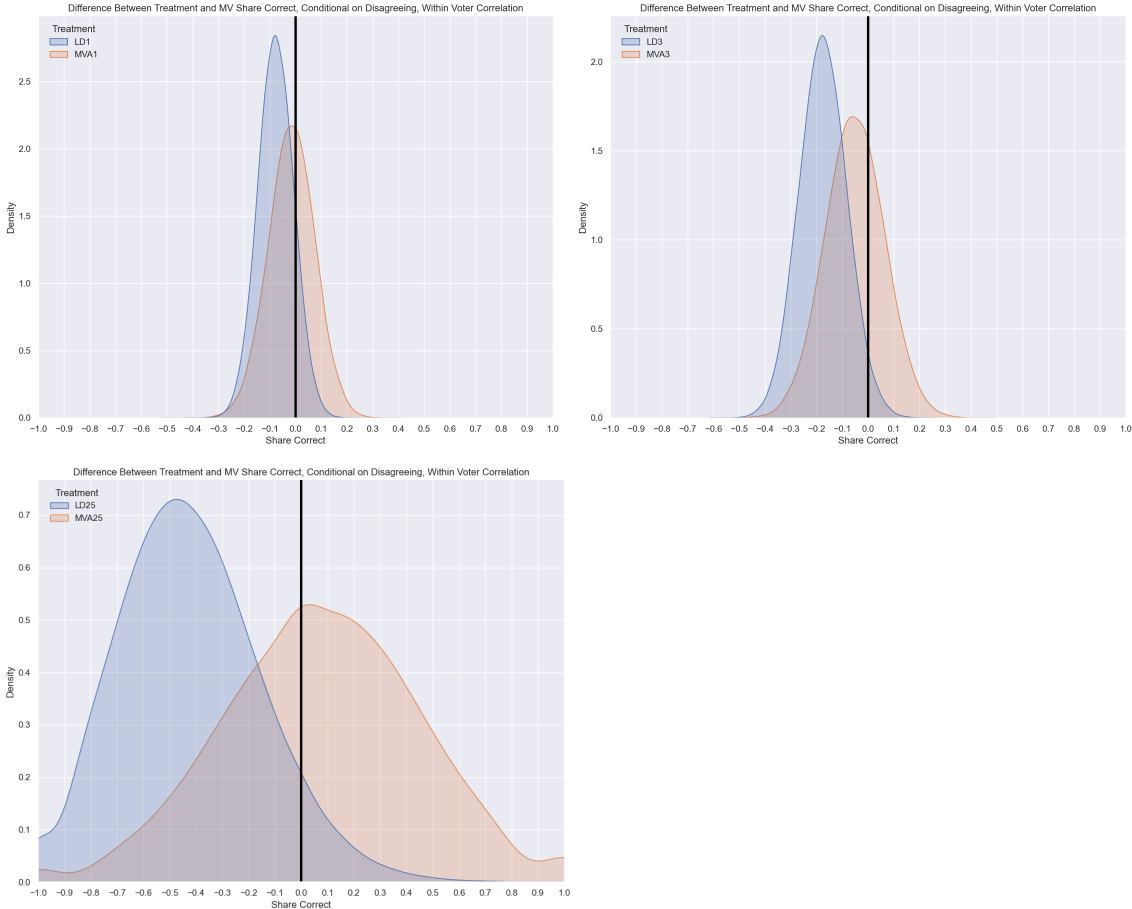 Difference Between Treatment and MV Share Correct, Conditional on Disagreeing, Within Voter Correlation
Treatment
LD1
MVA1
Density
2.5
2.0
1.5
1.0
0.5
0.0
−1.0 −0.9 −0.8 −0.7 −0.6 −0.5 −0.4 −0.3 −0.2 −0.1 0.0 0.1 0.2 0.3 0.4 0.5 0.6 0.7 0.8 0.9 1.0
Share Correct
Difference Between Treatment and MV Share Correct, Conditional on Disagreeing, Within Voter Correlation
Treatment
LD3
MVA3
Density
2.0
1.5
1.0
0.5
0.0
−1.0 −0.9 −0.8 −0.7 −0.6 −0.5 −0.4 −0.3 −0.2 −0.1 0.0 0.1 0.2 0.3 0.4 0.5 0.6 0.7 0.8 0.9 1.0
Share Correct
Difference Between Treatment and MV Share Correct, Conditional on Disagreeing, Within Voter Correlation
Treatment
LD25
MVA25
Density
0.7
0.6
0.5
0.4
0.3
0.2
0.1
0.0
−1.0 −0.9 −0.8 −0.7 −0.6 −0.5 −0.4 −0.3 −0.2 −0.1 0.0 0.1 0.2 0.3 0.4 0.5 0.6 0.7 0.8 0.9 1.0
Share Correct